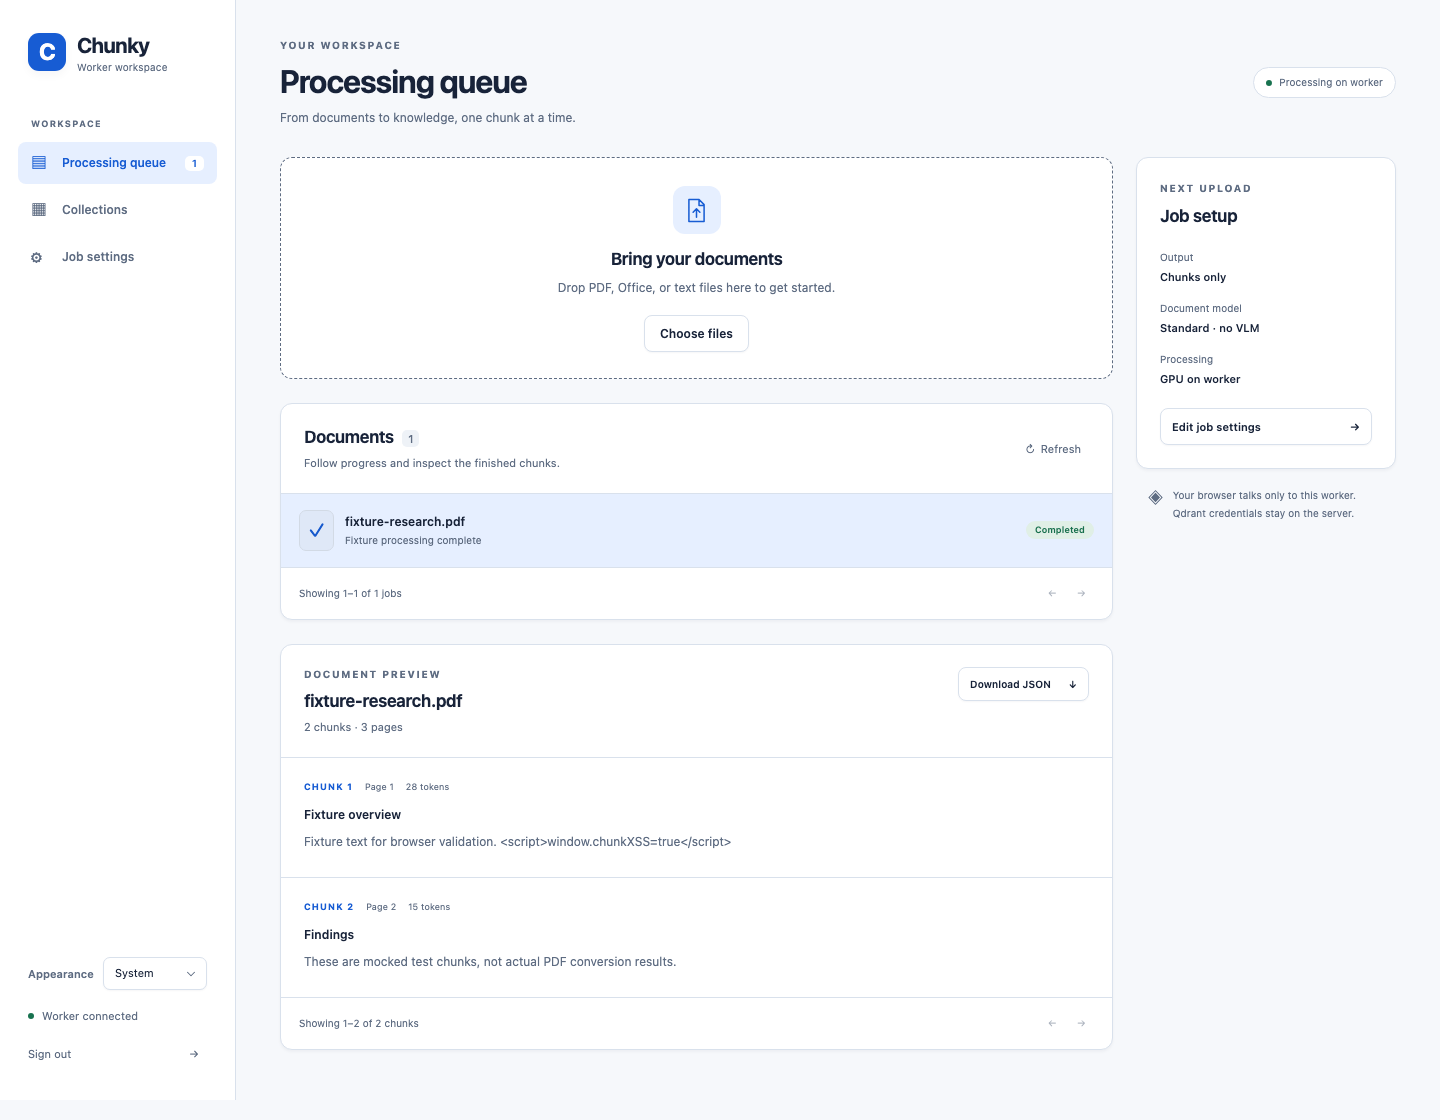 C
Chunky
Worker workspace
WORKSPACE
Processing queue 1
Collections
Job settings
Appearance System
Worker connected
Sign out →
YOUR WORKSPACE
Processing queue
From documents to knowledge, one chunk at a time.
Processing on worker
Bring your documents
Drop PDF, Office, or text files here to get started.
Choose files
Documents 1
Follow progress and inspect the finished chunks.
↻ Refresh
fixture-research.pdf
Fixture processing complete
Completed
Showing 1–1 of 1 jobs
← →
DOCUMENT PREVIEW
fixture-research.pdf
2 chunks · 3 pages
Download JSON ↓
CHUNK 1 Page 1 28 tokens
Fixture overview
Fixture text for browser validation. <script>window.chunkXSS=true</script>
CHUNK 2 Page 2 15 tokens
Findings
These are mocked test chunks, not actual PDF conversion results.
Showing 1–2 of 2 chunks
← →
NEXT UPLOAD
Job setup
Output
Chunks only
Document model
Standard · no VLM
Processing
GPU on worker
Edit job settings →
Your browser talks only to this worker.
Qdrant credentials stay on the server.